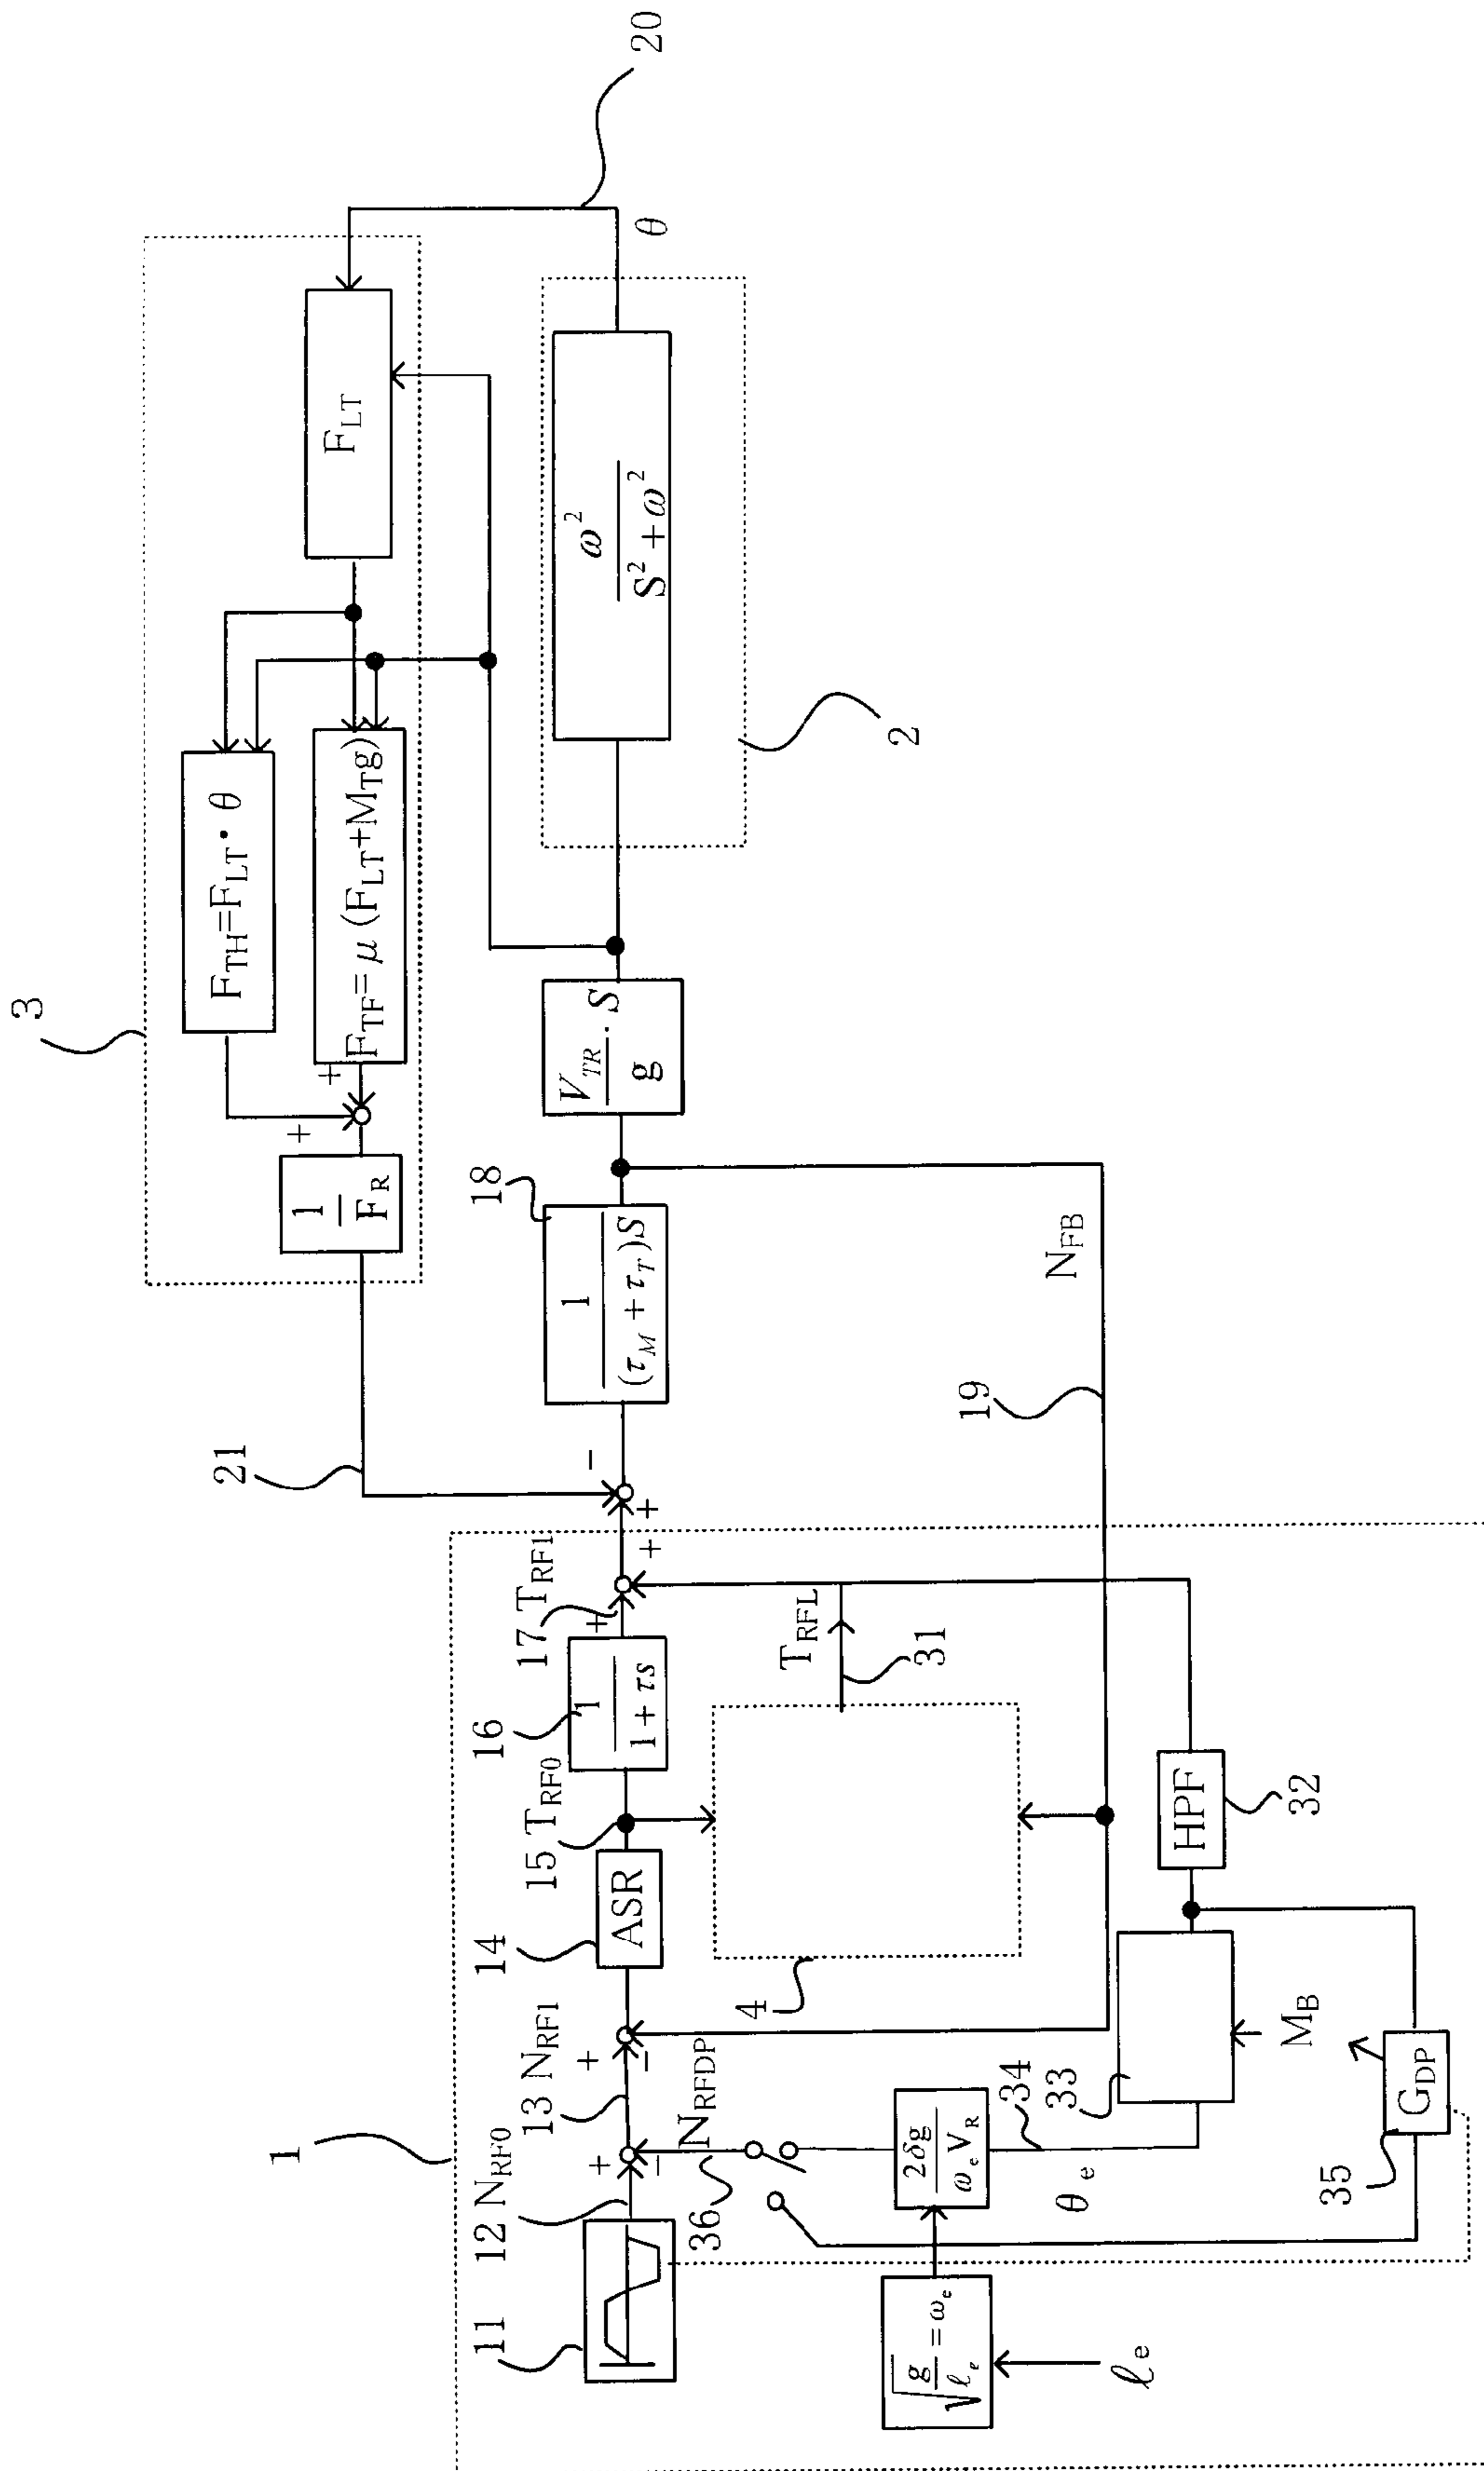 1
11
12 N_RF0
13 N_RF1
14
ASR
15 T_RF0
16
1
1 + τs
17 T_RF1
+
−
+
−
+
+
+
−
18
1
(τ_M + τ_T)S
V_TR
g
· S
ω²
S² + ω²
2
θ
20
3
F_LT
F_TH=F_LT・θ
F_TF=μ(F_LT+M_Tg)
+
+
1
F_R
21
19
N_FB
4
T_RFL
31
HPF
32
33
M_B
34
θ_e
G_DP
35
36
N_RFDP
2δg
ω_e V_R
√(g/ℓ_e) = ω_e
ℓ_e